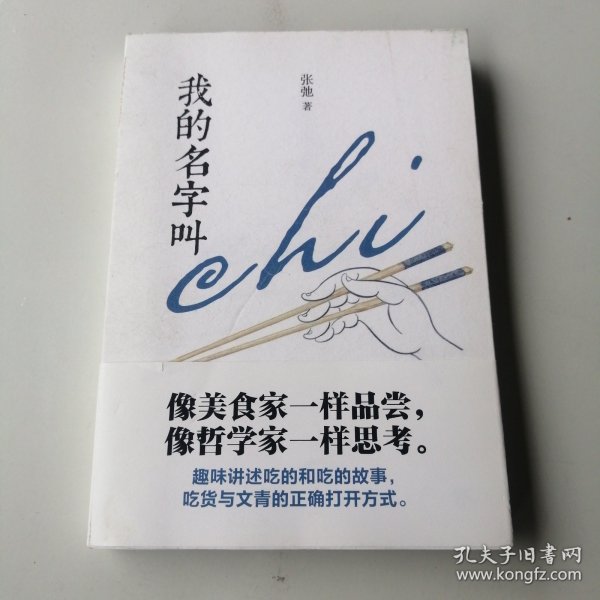 我的名字叫
chi
张弛 著
像美食家一样品尝，
像哲学家一样思考。
趣味讲述吃的和吃的故事，
吃货与文青的正确打开方式。
孔夫子旧书网
www.kongfz.com